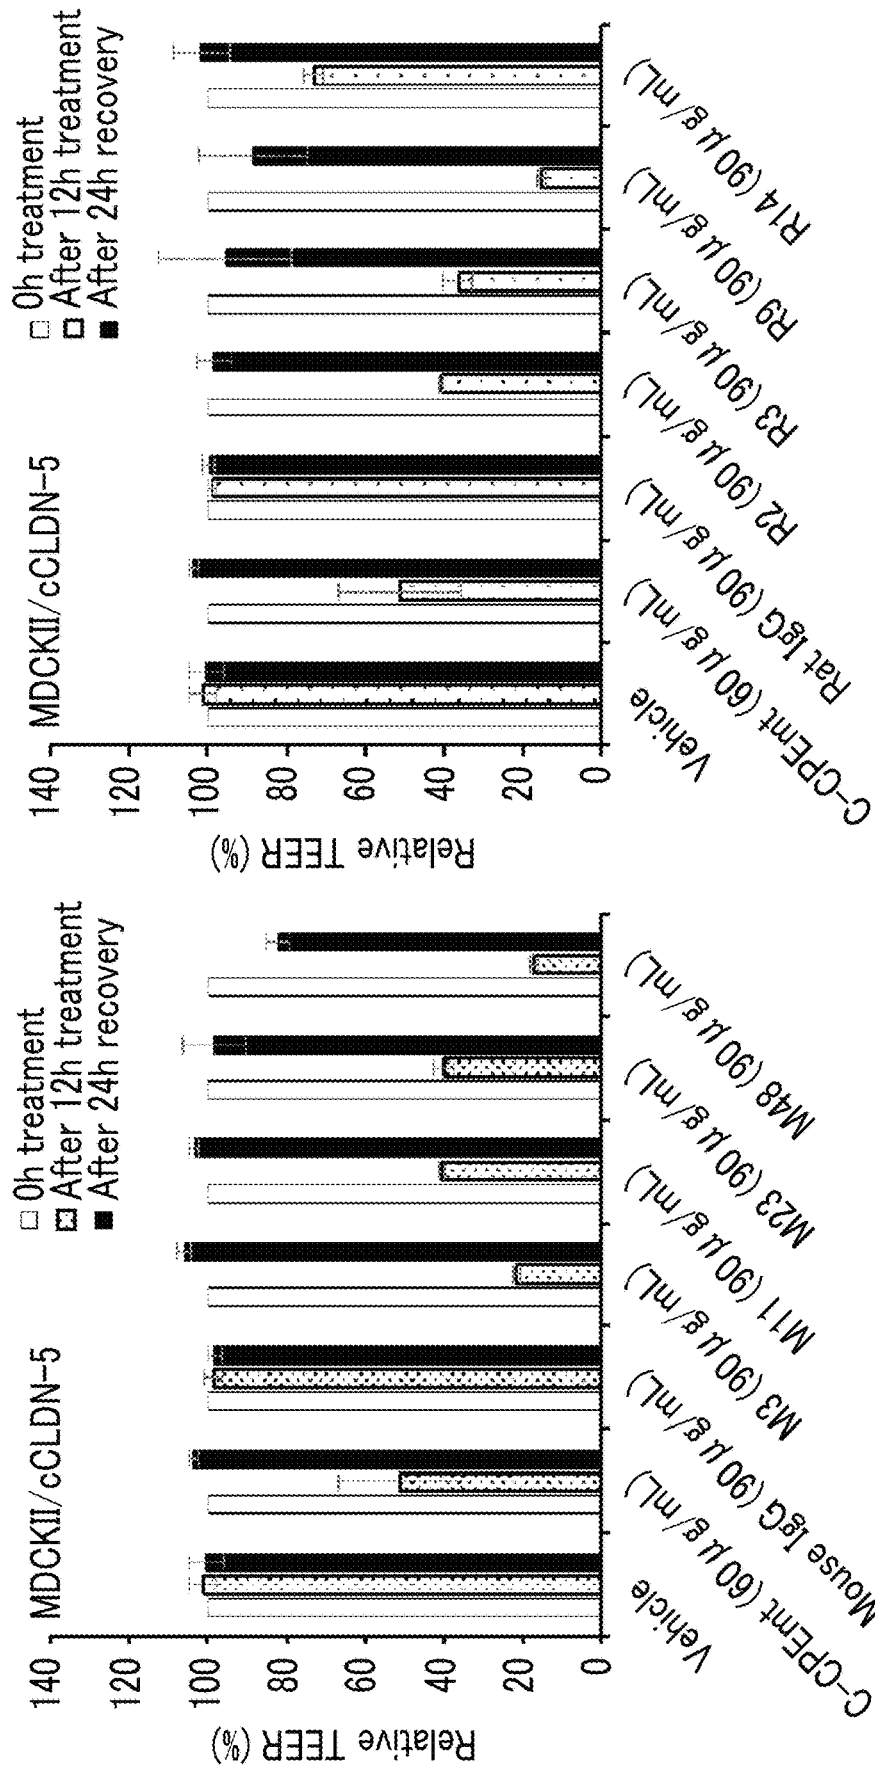 MDCKII/cCLDN-5
0h treatment
After 12h treatment
After 24h recovery
Relative TEER (%)
140
120
100
80
60
40
20
0
Vehicle
C-CPEmt (60 μg/mL)
Mouse IgG (90 μg/mL)
M3 (90 μg/mL)
M11 (90 μg/mL)
M23 (90 μg/mL)
M48 (90 μg/mL)
MDCKII/cCLDN-5
0h treatment
After 12h treatment
After 24h recovery
Relative TEER (%)
140
120
100
80
60
40
20
0
Vehicle
C-CPEmt (60 μg/mL)
Rat IgG (90 μg/mL)
R2 (90 μg/mL)
R3 (90 μg/mL)
R9 (90 μg/mL)
R14 (90 μg/mL)